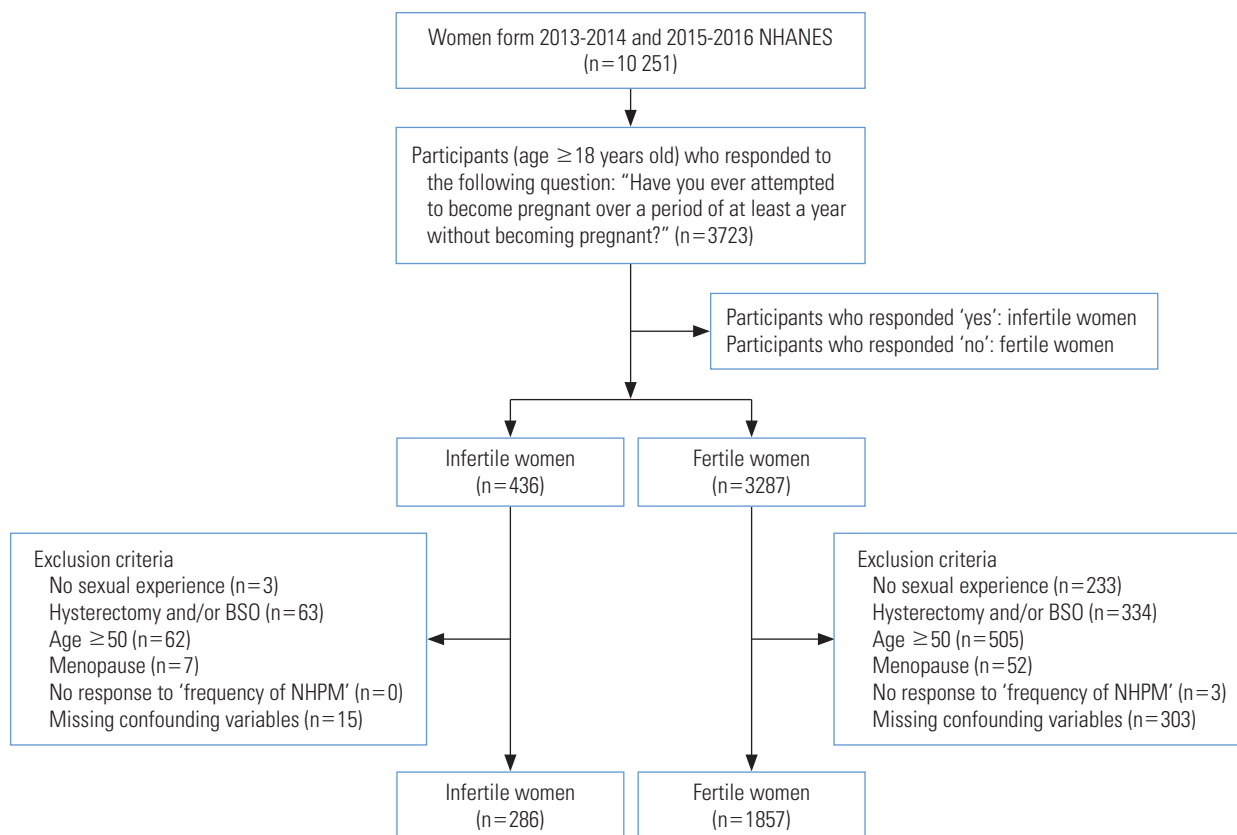 Women form 2013-2014 and 2015-2016 NHANES
(n=10 251)
Participants (age ≥18 years old) who responded to
the following question: “Have you ever attempted
to become pregnant over a period of at least a year
without becoming pregnant?” (n=3723)
Participants who responded ‘yes’: infertile women
Participants who responded ‘no’: fertile women
Infertile women
(n=436)
Fertile women
(n=3287)
Exclusion criteria
No sexual experience (n=3)
Hysterectomy and/or BSO (n=63)
Age ≥50 (n=62)
Menopause (n=7)
No response to ‘frequency of NHPM’ (n=0)
Missing confounding variables (n=15)
Exclusion criteria
No sexual experience (n=233)
Hysterectomy and/or BSO (n=334)
Age ≥50 (n=505)
Menopause (n=52)
No response to ‘frequency of NHPM’ (n=3)
Missing confounding variables (n=303)
Infertile women
(n=286)
Fertile women
(n=1857)